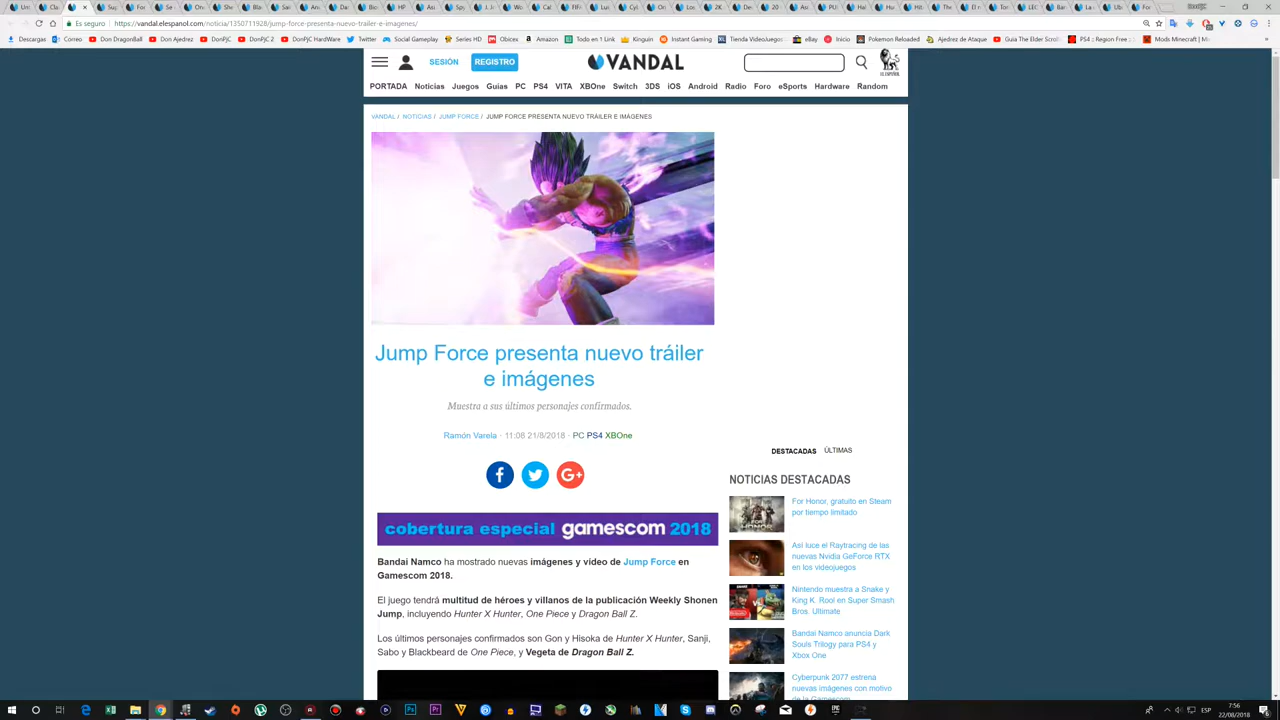 Es seguro https://vandal.elespanol.com/noticia/1350711928/jump-force-presenta-nuevo-trailer-e-imagenes/
Descargas Correo Don DragonBall Don Ajedrez DonPjC DonPjC 2 DonPjC HardWare Twitter Social Gameplay Series HD Obicex Amazon Todo en 1 Link Kinguin Instant Gaming Tienda VideoJuegos eBay Inicio Pokemon Reloaded Ajedrez de Ataque Guia The Elder Scroll PS4 :: Region Free :: Mods Minecraft | M
SESIÓN REGISTRO VANDAL EL ESPAÑOL
PORTADA Noticias Juegos Guías PC PS4 VITA XBOne Switch 3DS iOS Android Radio Foro eSports Hardware Random
VANDAL / NOTICIAS / JUMP FORCE / JUMP FORCE PRESENTA NUEVO TRÁILER E IMÁGENES
Jump Force presenta nuevo tráiler
e imágenes
Muestra a sus últimos personajes confirmados.
Ramón Varela · 11:08 21/8/2018 · PC PS4 XBOne
cobertura especial gamescom 2018
Bandai Namco ha mostrado nuevas imágenes y vídeo de Jump Force en
Gamescom 2018.
El juego tendrá multitud de héroes y villanos de la publicación Weekly Shonen
Jump, incluyendo Hunter X Hunter, One Piece y Dragon Ball Z.
Los últimos personajes confirmados son Gon y Hisoka de Hunter X Hunter, Sanji,
Sabo y Blackbeard de One Piece, y Vegeta de Dragon Ball Z.
DESTACADAS ÚLTIMAS
NOTICIAS DESTACADAS
For Honor, gratuito en Steam
por tiempo limitado
Así luce el Raytracing de las
nuevas Nvidia GeForce RTX
en los videojuegos
Nintendo muestra a Snake y
King K. Rool en Super Smash
Bros. Ultimate
Bandai Namco anuncia Dark
Souls Trilogy para PS4 y
Xbox One
Cyberpunk 2077 estrena
nuevas imágenes con motivo
de la Gamescom
ESP 7:56
22/08/2018